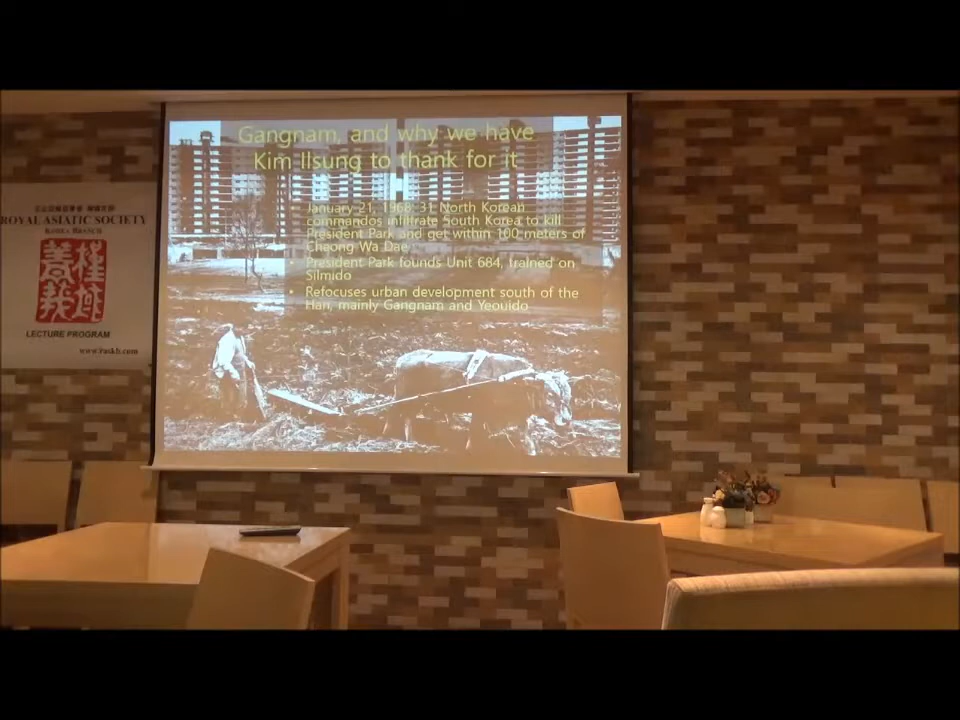 Gangnam, and why we have
Kim Ilsung to thank for it
• January 21, 1968: 31 North Korean
commandos infiltrate South Korea to kill
President Park and get within 100 meters of
Cheong Wa Dae
• President Park founds Unit 684, trained on
Silmido
• Refocuses urban development south of the
Han, mainly Gangnam and Yeouido
ROYAL ASIATIC SOCIETY
KOREA BRANCH
LECTURE PROGRAM
www.raskb.com